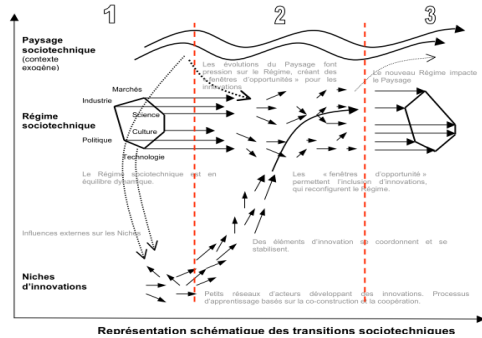 1
2
3
Paysage
sociotechnique
(contexte
exogène)
Les évolutions du Paysage font
pression sur le Régime, créant des
« fenêtres d'opportunités » pour les
innovations
Le nouveau Régime impacte
le Paysage
Marchés
Industrie
Science
Régime
sociotechnique
Culture
Politique
Technologie
Le Régime sociotechnique est en
équilibre dynamique.
Les « fenêtres d'opportunité »
permettent l'inclusion d'innovations,
qui reconfigurent le Régime.
Influences externes sur les Niches
Des éléments d'innovation se coordonnent et se
stabilisent.
Niches
d'innovations
Petits réseaux d'acteurs développant des innovations. Processus
d'apprentissage basés sur la co-construction et la coopération.
Représentation schématique des transitions sociotechniques